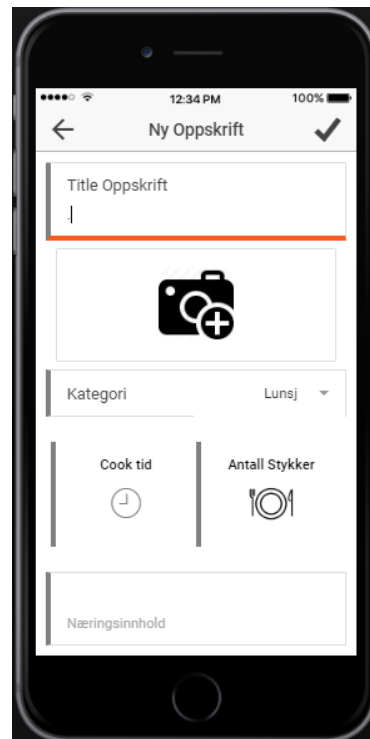 12:34 PM 100%
Ny Oppskrift
Title Oppskrift
.
Kategori Lunsj
Cook tid Antall Stykker
Næringsinnhold